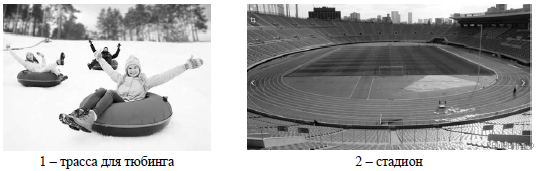 1 – трасса для тюбинга
2 – стадион